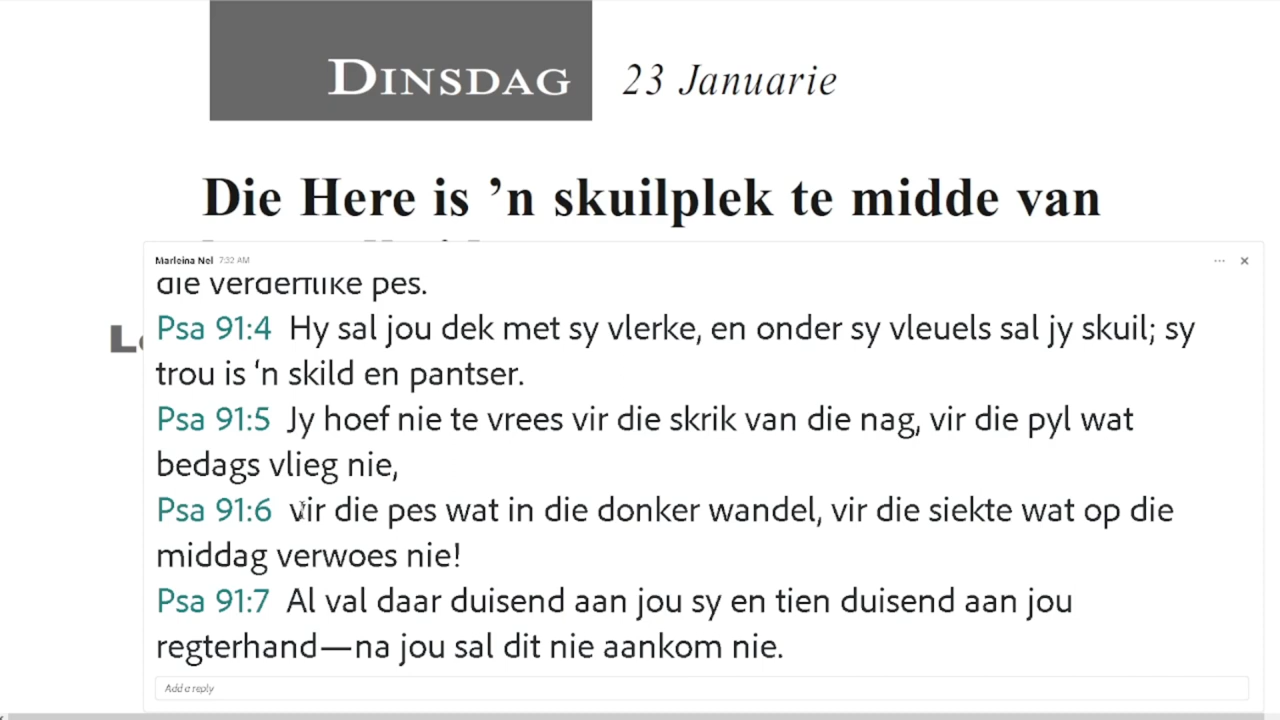 DINSDAG 23 Januarie
Die Here is ’n skuilplek te midde van
Marleina Nel 7:32 AM
die verderflike pes.
Psa 91:4 Hy sal jou dek met sy vlerke, en onder sy vleuels sal jy skuil; sy
trou is ‘n skild en pantser.
Psa 91:5 Jy hoef nie te vrees vir die skrik van die nag, vir die pyl wat
bedags vlieg nie,
Psa 91:6 vir die pes wat in die donker wandel, vir die siekte wat op die
middag verwoes nie!
Psa 91:7 Al val daar duisend aan jou sy en tien duisend aan jou
regterhand—na jou sal dit nie aankom nie.
Add a reply